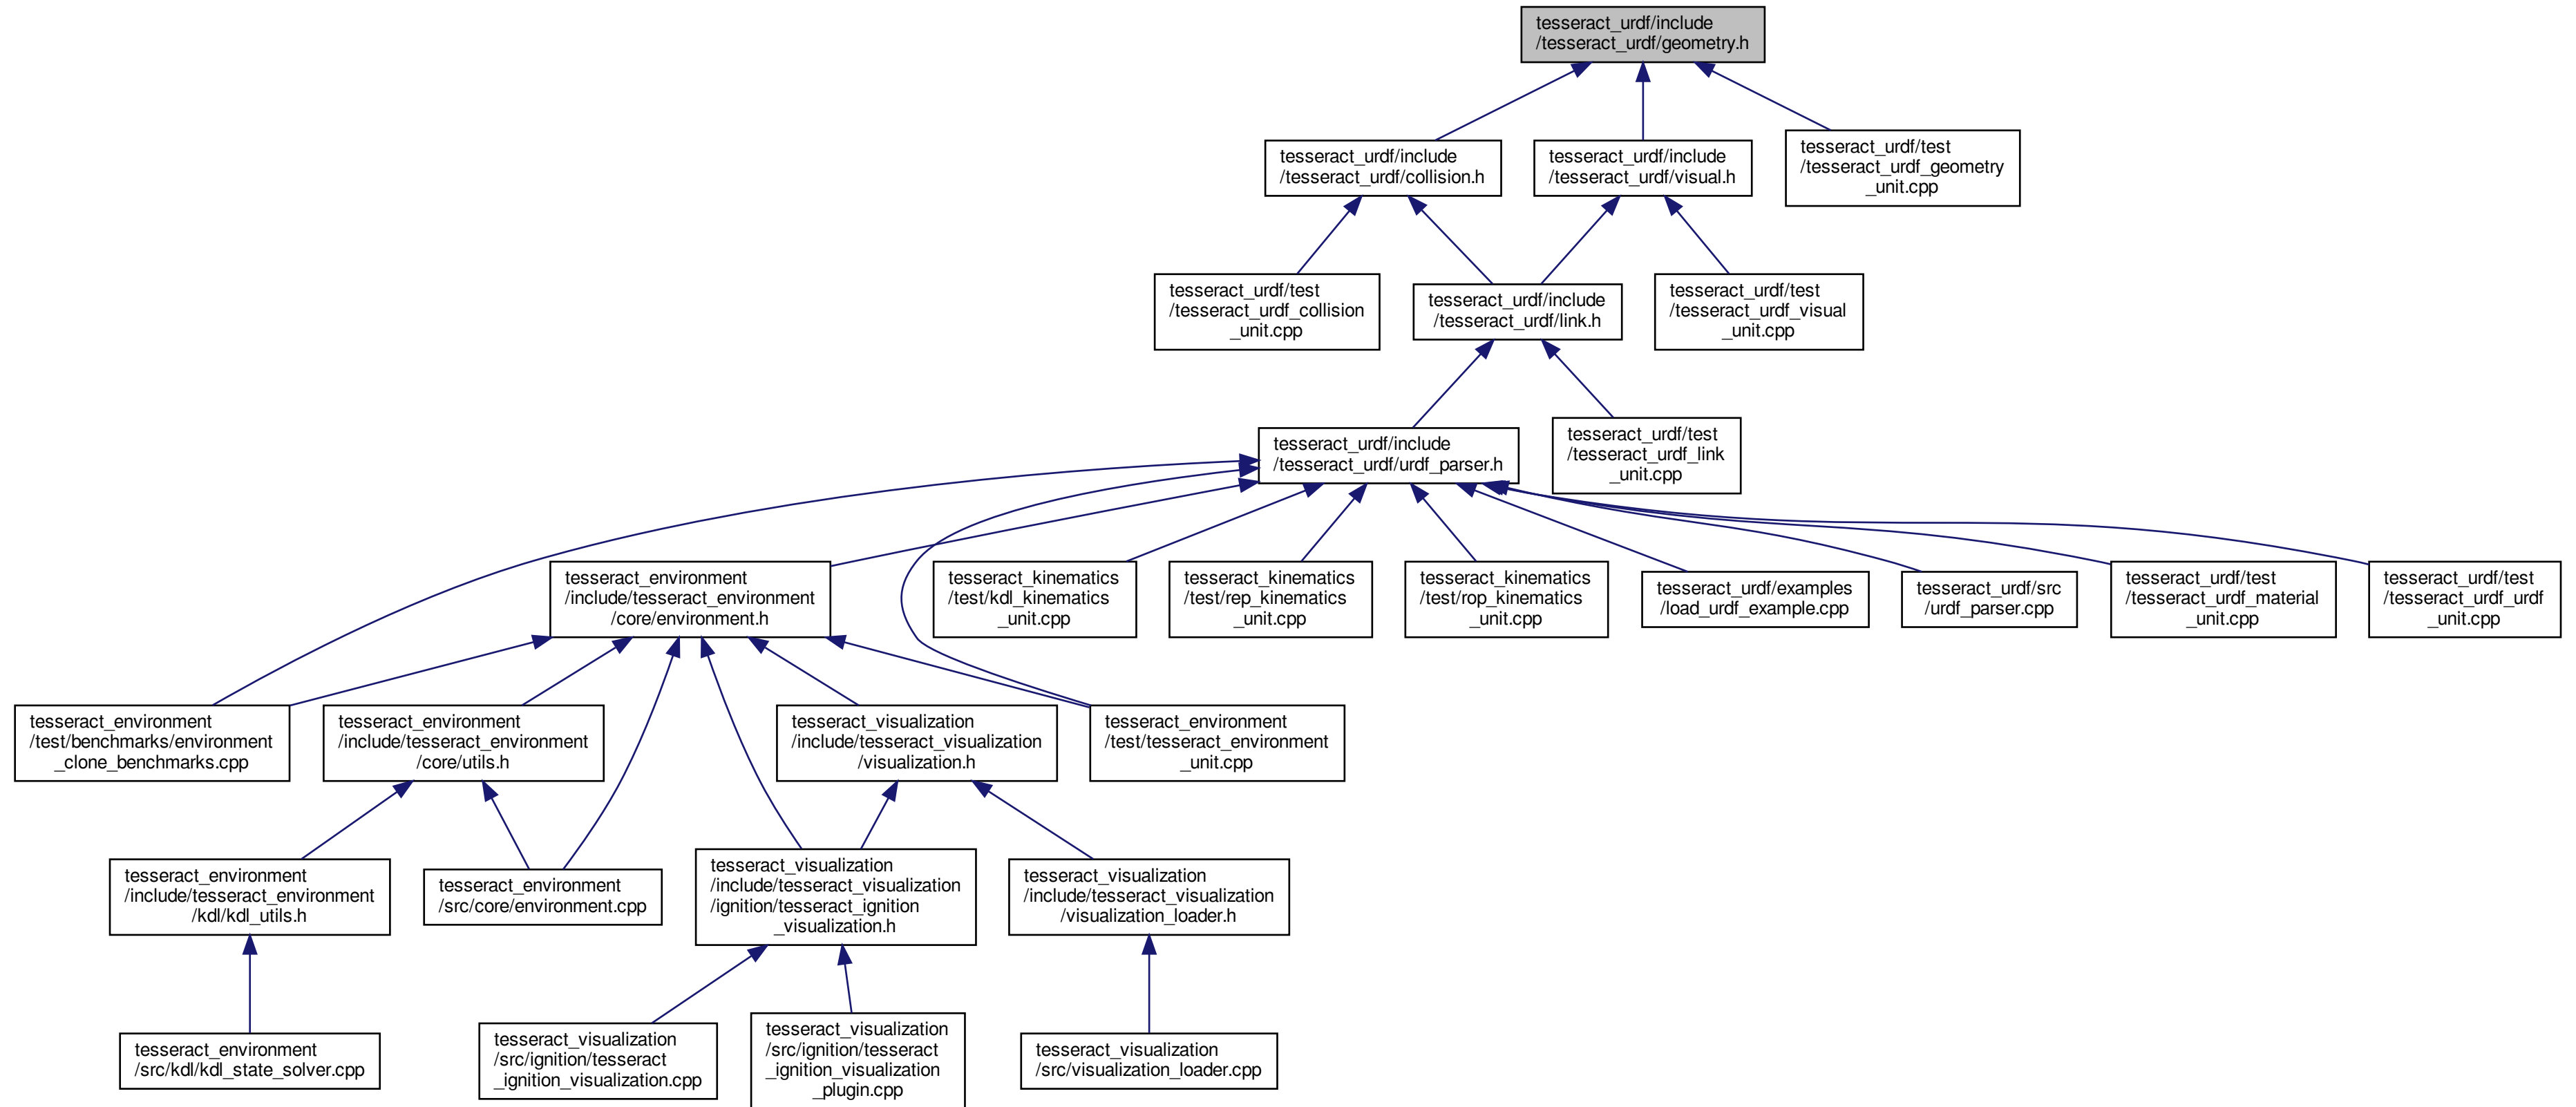 tesseract_urdf/include
/tesseract_urdf/geometry.h
tesseract_urdf/include
/tesseract_urdf/collision.h
tesseract_urdf/include
/tesseract_urdf/visual.h
tesseract_urdf/test
/tesseract_urdf_geometry
_unit.cpp
tesseract_urdf/test
/tesseract_urdf_collision
_unit.cpp
tesseract_urdf/include
/tesseract_urdf/link.h
tesseract_urdf/test
/tesseract_urdf_visual
_unit.cpp
tesseract_urdf/include
/tesseract_urdf/urdf_parser.h
tesseract_urdf/test
/tesseract_urdf_link
_unit.cpp
tesseract_environment
/include/tesseract_environment
/core/environment.h
tesseract_kinematics
/test/kdl_kinematics
_unit.cpp
tesseract_kinematics
/test/rep_kinematics
_unit.cpp
tesseract_kinematics
/test/rop_kinematics
_unit.cpp
tesseract_urdf/examples
/load_urdf_example.cpp
tesseract_urdf/src
/urdf_parser.cpp
tesseract_urdf/test
/tesseract_urdf_material
_unit.cpp
tesseract_urdf/test
/tesseract_urdf_urdf
_unit.cpp
tesseract_environment
/test/benchmarks/environment
_clone_benchmarks.cpp
tesseract_environment
/include/tesseract_environment
/core/utils.h
tesseract_visualization
/include/tesseract_visualization
/visualization.h
tesseract_environment
/test/tesseract_environment
_unit.cpp
tesseract_environment
/include/tesseract_environment
/kdl/kdl_utils.h
tesseract_environment
/src/core/environment.cpp
tesseract_visualization
/include/tesseract_visualization
/ignition/tesseract_ignition
_visualization.h
tesseract_visualization
/include/tesseract_visualization
/visualization_loader.h
tesseract_environment
/src/kdl/kdl_state_solver.cpp
tesseract_visualization
/src/ignition/tesseract
_ignition_visualization.cpp
tesseract_visualization
/src/ignition/tesseract
_ignition_visualization
_plugin.cpp
tesseract_visualization
/src/visualization_loader.cpp